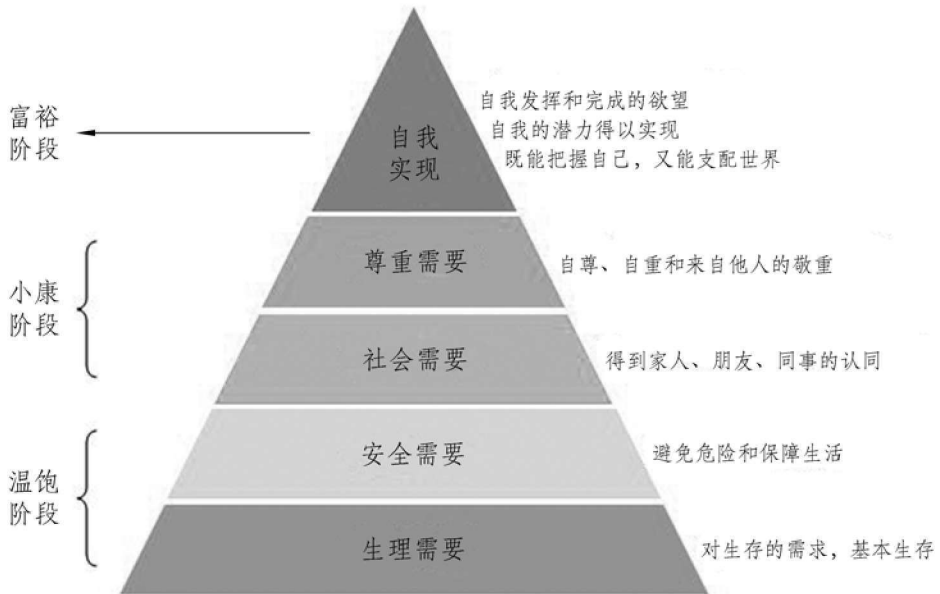 富裕
阶段
自我
实现
自我发挥和完成的欲望
自我的潜力得以实现
既能把握自己，又能支配世界
小康
阶段
尊重需要
自尊、自重和来自他人的敬重
社会需要
得到家人、朋友、同事的认同
温饱
阶段
安全需要
避免危险和保障生活
生理需要
对生存的需求，基本生存